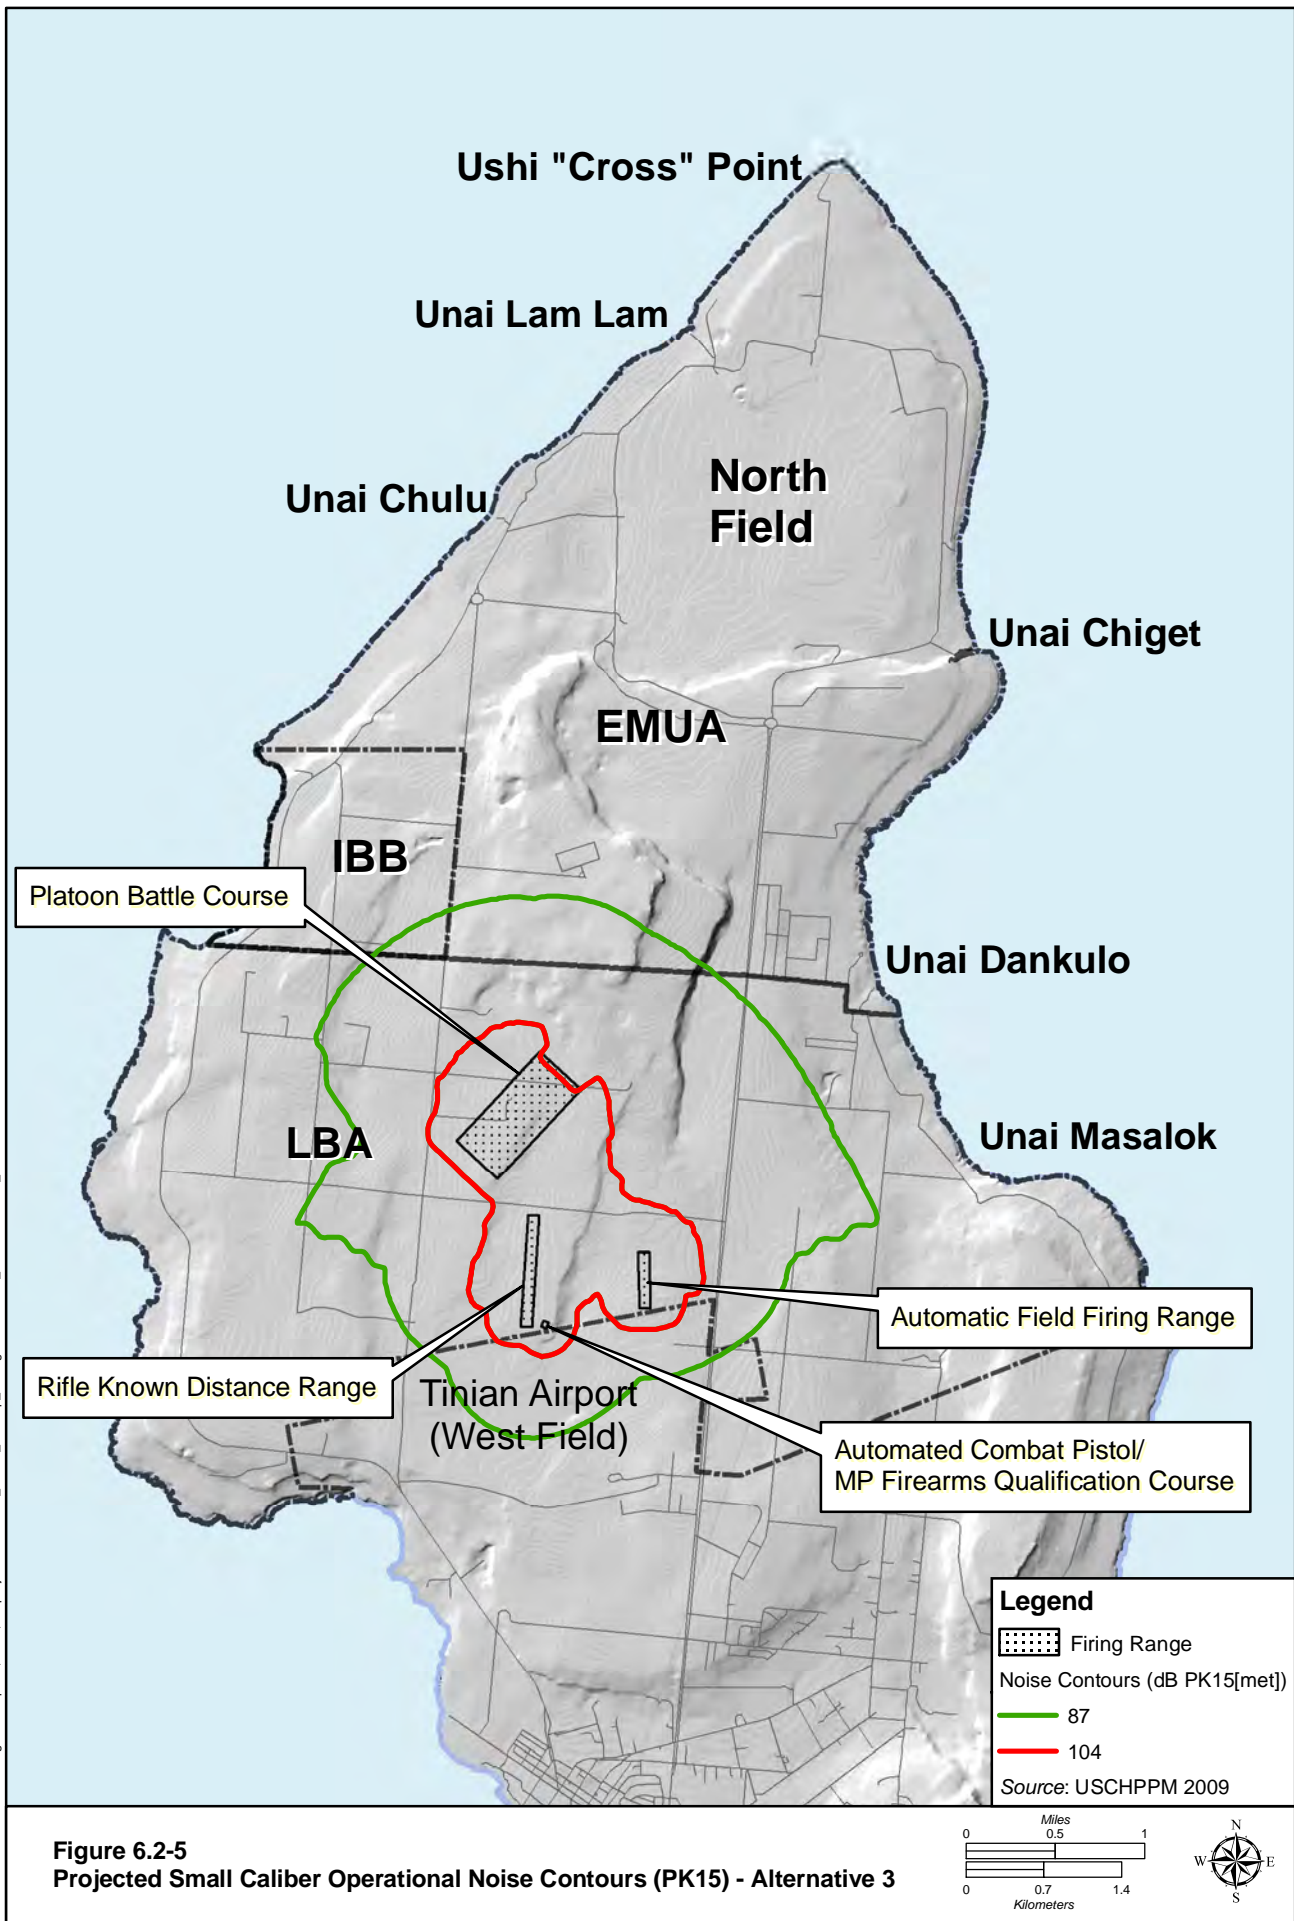 Ushi "Cross" Point
Unai Lam Lam
North
Field
Unai Chulu
Unai Chiget
EMUA
IBB
Platoon Battle Course
Unai Dankulo
LBA
Unai Masalok
Automatic Field Firing Range
Rifle Known Distance Range
Tinian Airport
(West Field)
Automated Combat Pistol/
MP Firearms Qualification Course
Legend
Firing Range
Noise Contours (dB PK15[met])
87
104
Source: USCHPPM 2009
Figure 6.2-5
Projected Small Caliber Operational Noise Contours (PK15) - Alternative 3
Miles
0 0.5 1
0 0.7 1.4
Kilometers
N
W E
S